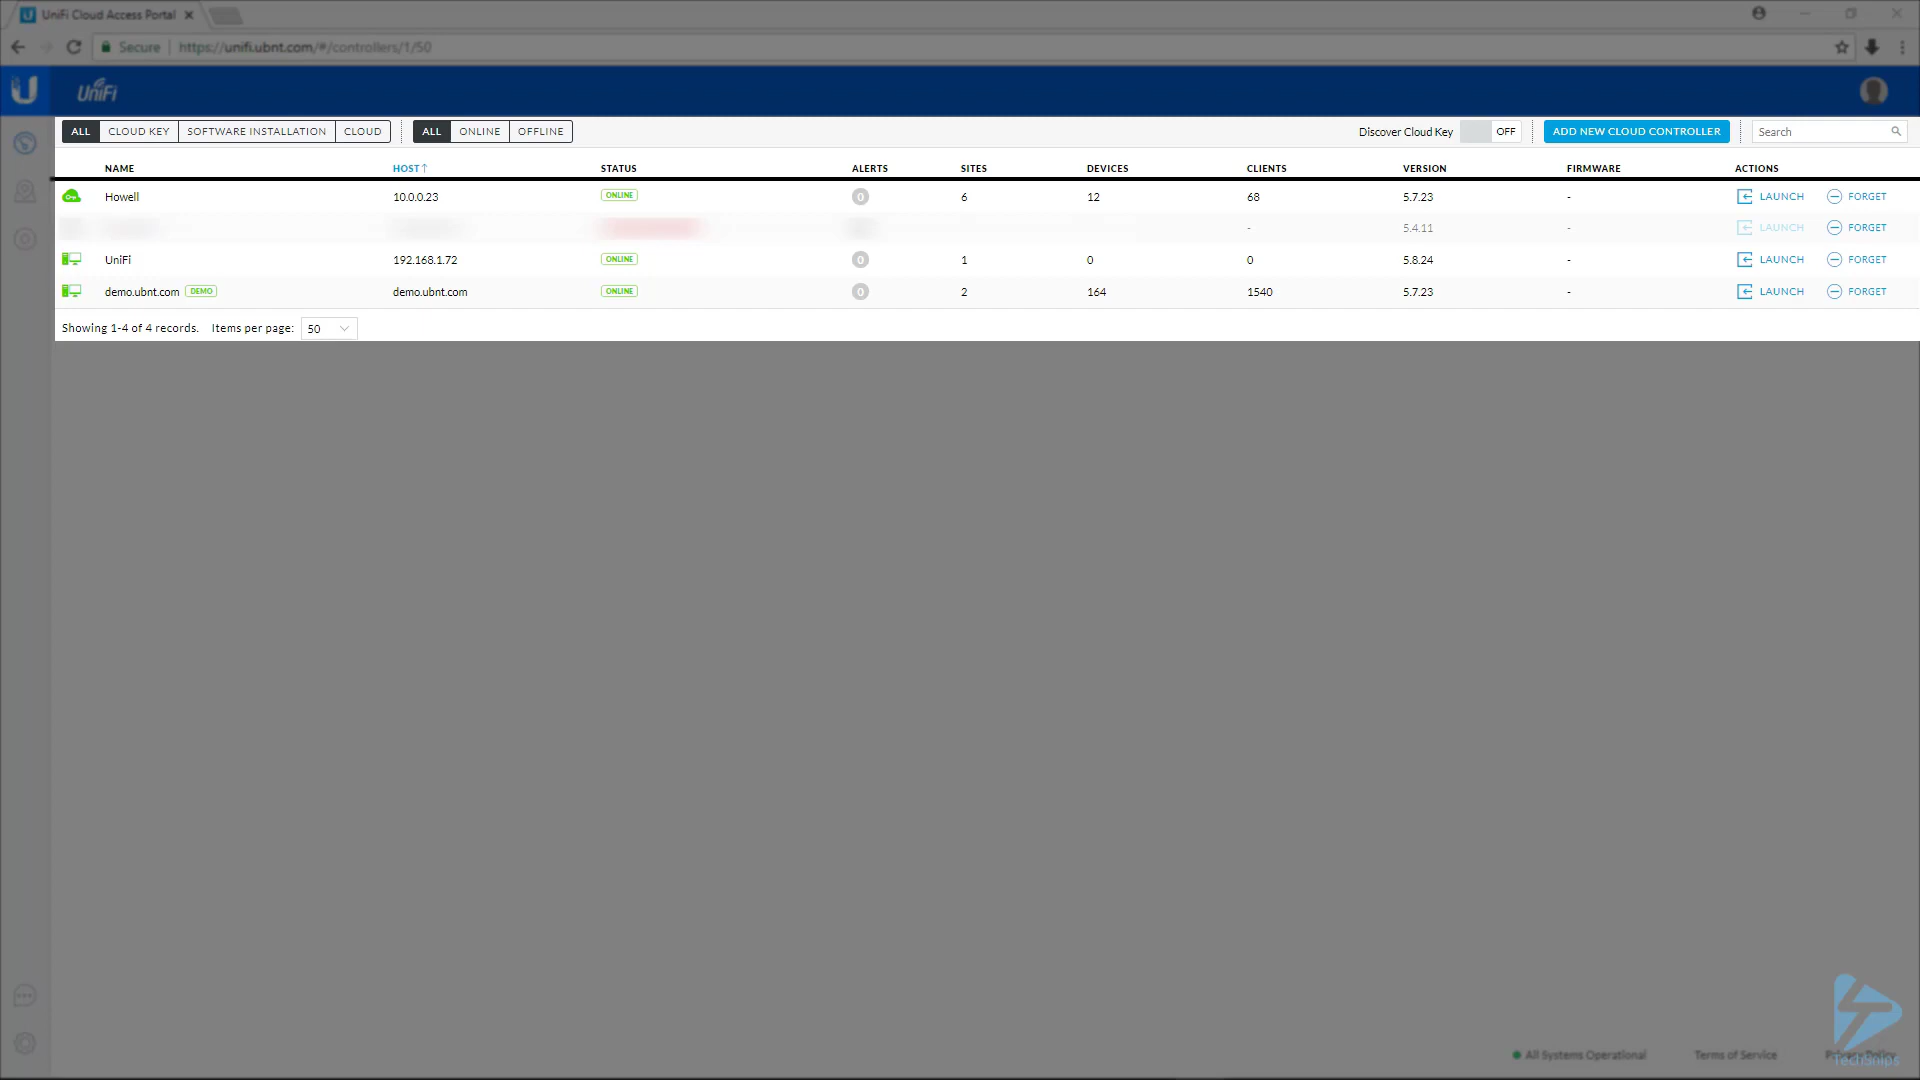 UniFi Cloud Access Portal
Secure https://unifi.ubnt.com/#/controllers/1/50
UniFi
ALL CLOUD KEY SOFTWARE INSTALLATION CLOUD ALL ONLINE OFFLINE Discover Cloud Key OFF ADD NEW CLOUD CONTROLLER Search
NAME HOST↑ STATUS ALERTS SITES DEVICES CLIENTS VERSION FIRMWARE ACTIONS
Howell 10.0.0.23 ONLINE 0 6 12 68 5.7.23 - LAUNCH FORGET
- 5.4.11 - LAUNCH FORGET
UniFi 192.168.1.72 ONLINE 0 1 0 0 5.8.24 - LAUNCH FORGET
demo.ubnt.com DEMO demo.ubnt.com ONLINE 0 2 164 1540 5.7.23 - LAUNCH FORGET
Showing 1-4 of 4 records. Items per page: 50
All Systems Operational Terms of Service Privacy Policy
TechSnips